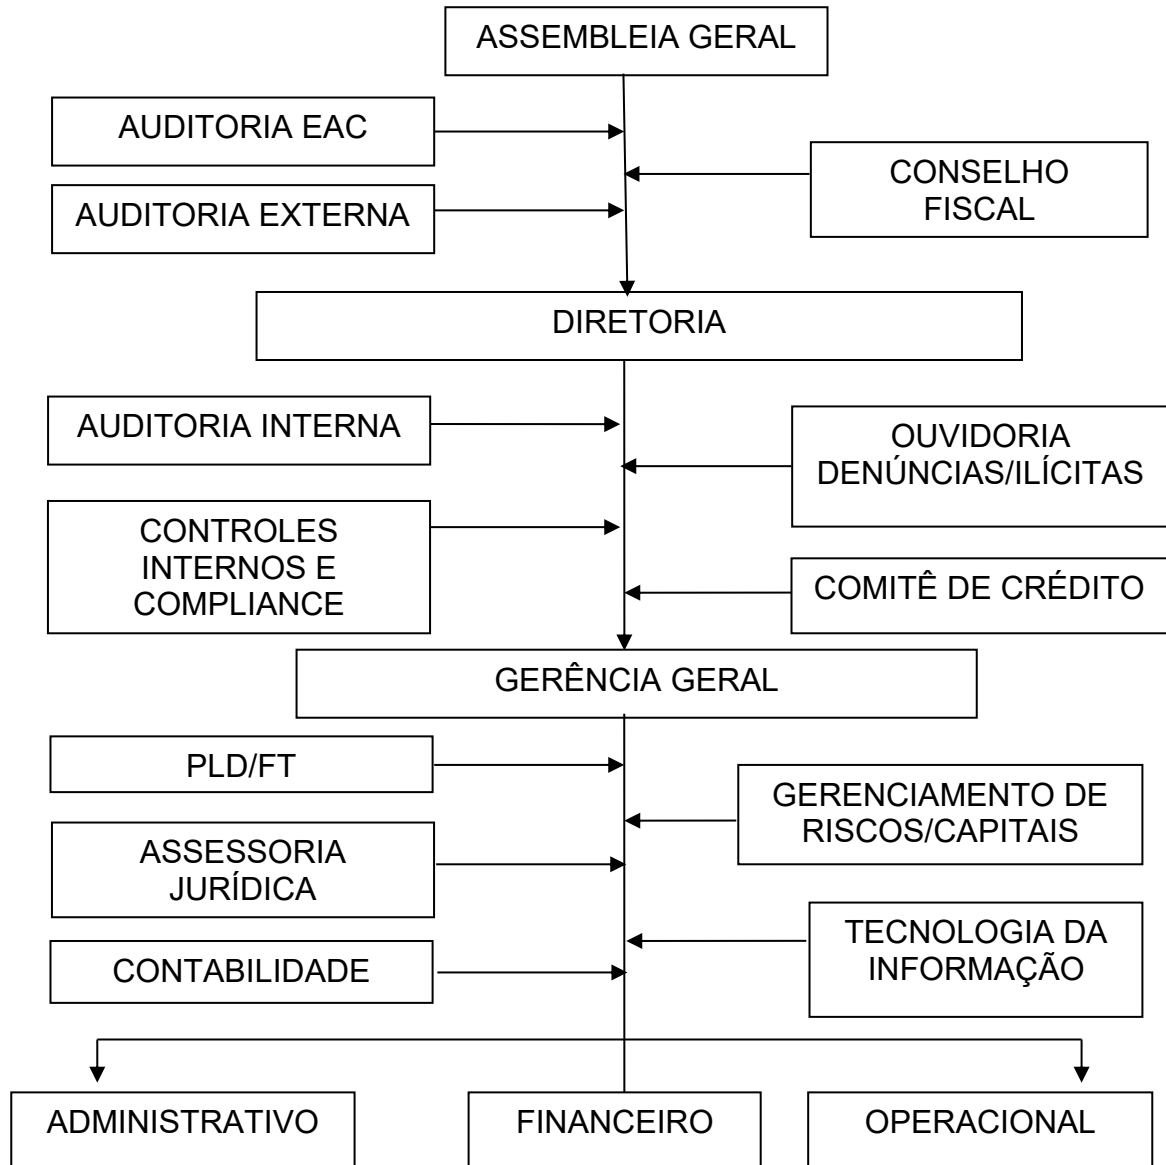 ASSEMBLEIA GERAL
AUDITORIA EAC
CONSELHO
FISCAL
AUDITORIA EXTERNA
DIRETORIA
AUDITORIA INTERNA
OUVIDORIA
DENÚNCIAS/ILÍCITAS
CONTROLES
INTERNOS E
COMPLIANCE
COMITÊ DE CRÉDITO
GERÊNCIA GERAL
PLD/FT
GERENCIAMENTO DE
RISCOS/CAPITAIS
ASSESSORIA
JURÍDICA
TECNOLOGIA DA
INFORMAÇÃO
CONTABILIDADE
ADMINISTRATIVO
FINANCEIRO
OPERACIONAL